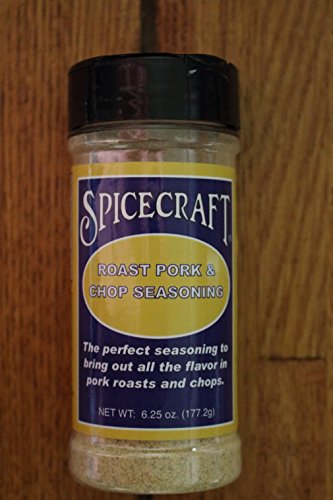 SPICECRAFT
ROAST PORK &
CHOP SEASONING
The perfect seasoning to
bring out all the flavor in
pork roasts and chops.
NET WT: 6.25 oz. (177.2g)